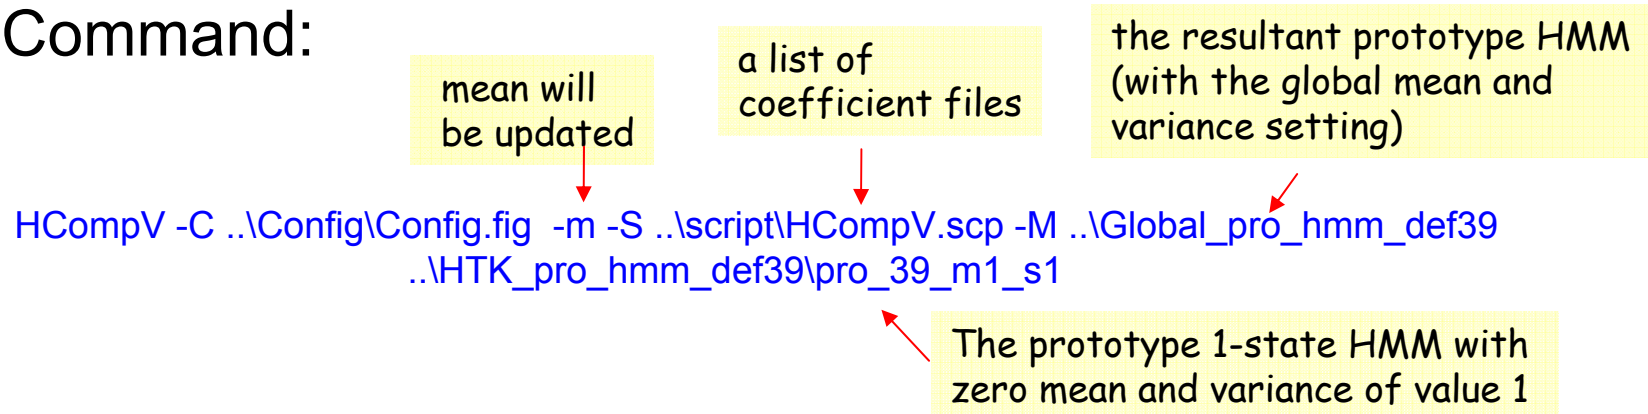 Command:
mean will
be updated
a list of
coefficient files
the resultant prototype HMM
(with the global mean and
variance setting)
HCompV -C ..\Config\Config.fig -m -S ..\script\HCompV.scp -M ..\Global_pro_hmm_def39
..\HTK_pro_hmm_def39\pro_39_m1_s1
The prototype 1-state HMM with
zero mean and variance of value 1